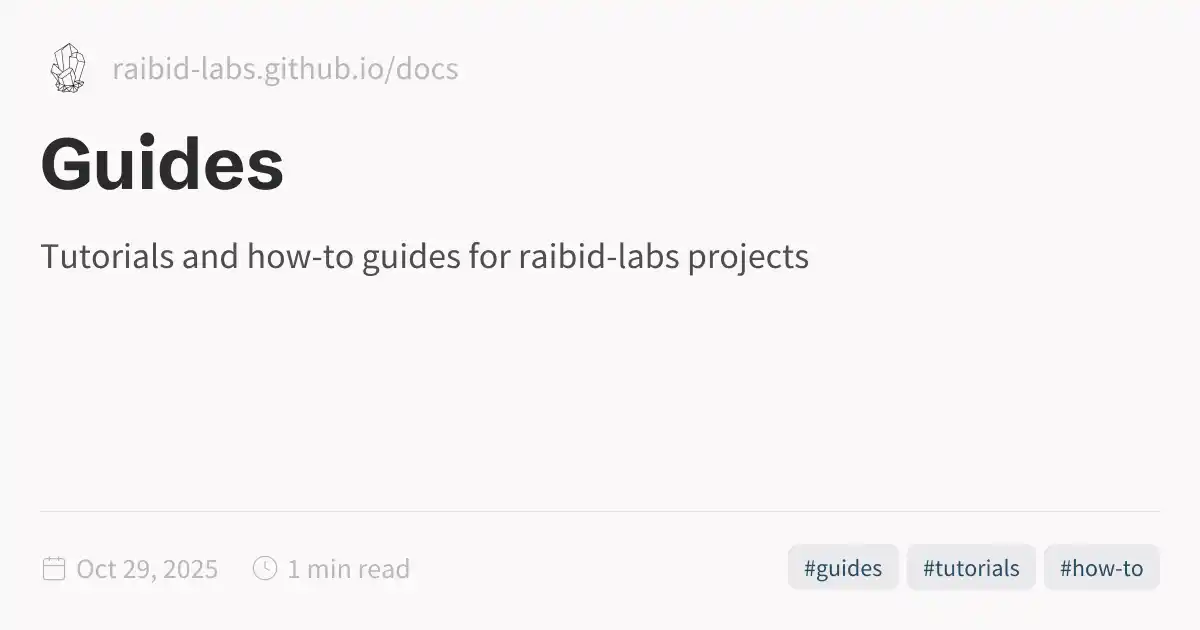 raibid-labs.github.io/docs
Guides
Tutorials and how-to guides for raibid-labs projects
Oct 29, 2025 1 min read #guides #tutorials #how-to